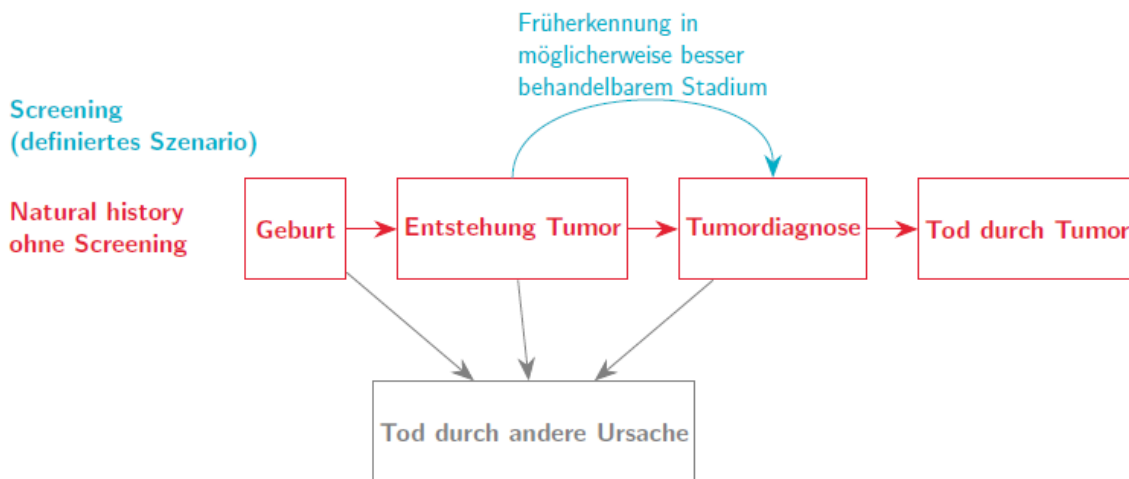 Früherkennung in
möglicherweise besser
behandelbarem Stadium
Screening
(definiertes Szenario)
Natural history
ohne Screening
Geburt
Entstehung Tumor
Tumordiagnose
Tod durch Tumor
Tod durch andere Ursache